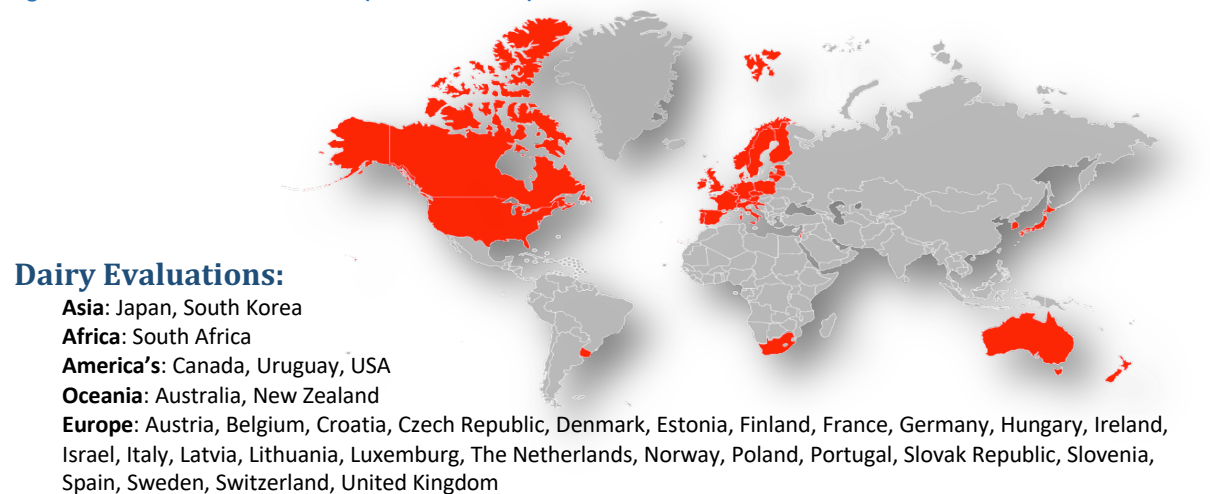 Dairy Evaluations:
Asia: Japan, South Korea
Africa: South Africa
America’s: Canada, Uruguay, USA
Oceania: Australia, New Zealand
Europe: Austria, Belgium, Croatia, Czech Republic, Denmark, Estonia, Finland, France, Germany, Hungary, Ireland,
Israel, Italy, Latvia, Lithuania, Luxemburg, The Netherlands, Norway, Poland, Portugal, Slovak Republic, Slovenia,
Spain, Sweden, Switzerland, United Kingdom